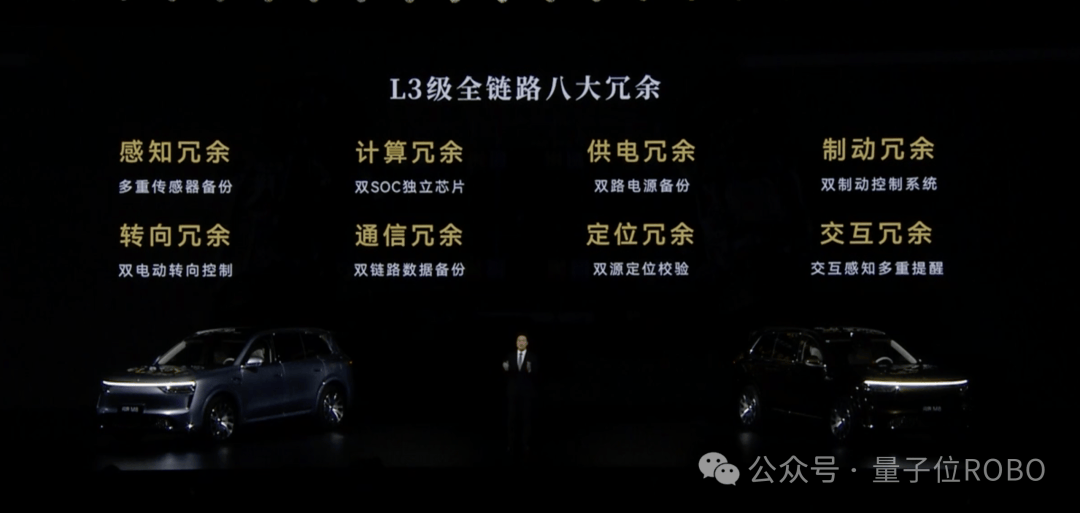 L3级全链路八大冗余
感知冗余
多重传感器备份
计算冗余
双SOC独立芯片
供电冗余
双路电源备份
制动冗余
双制动控制系统
转向冗余
双电动转向控制
通信冗余
双链路数据备份
定位冗余
双源定位校验
交互冗余
交互感知多重提醒
公众号·量子位ROBO